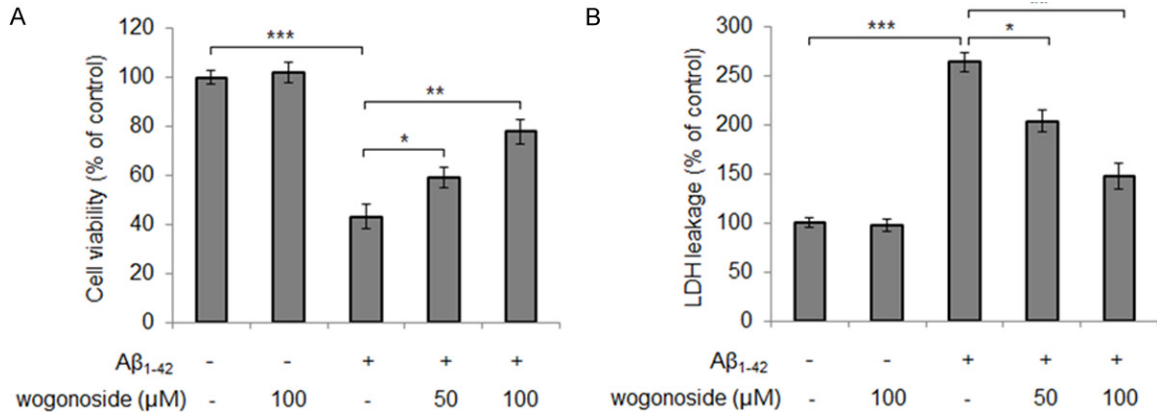 A
B
Cell viability (% of control)
120
100
80
60
40
20
0
***
**
*
Aβ1-42 - - + + +
wogonoside (µM) - 100 - 50 100
LDH leakage (% of control)
300
250
200
150
100
50
0
***
*
Aβ1-42 - - + + +
wogonoside (µM) - 100 - 50 100